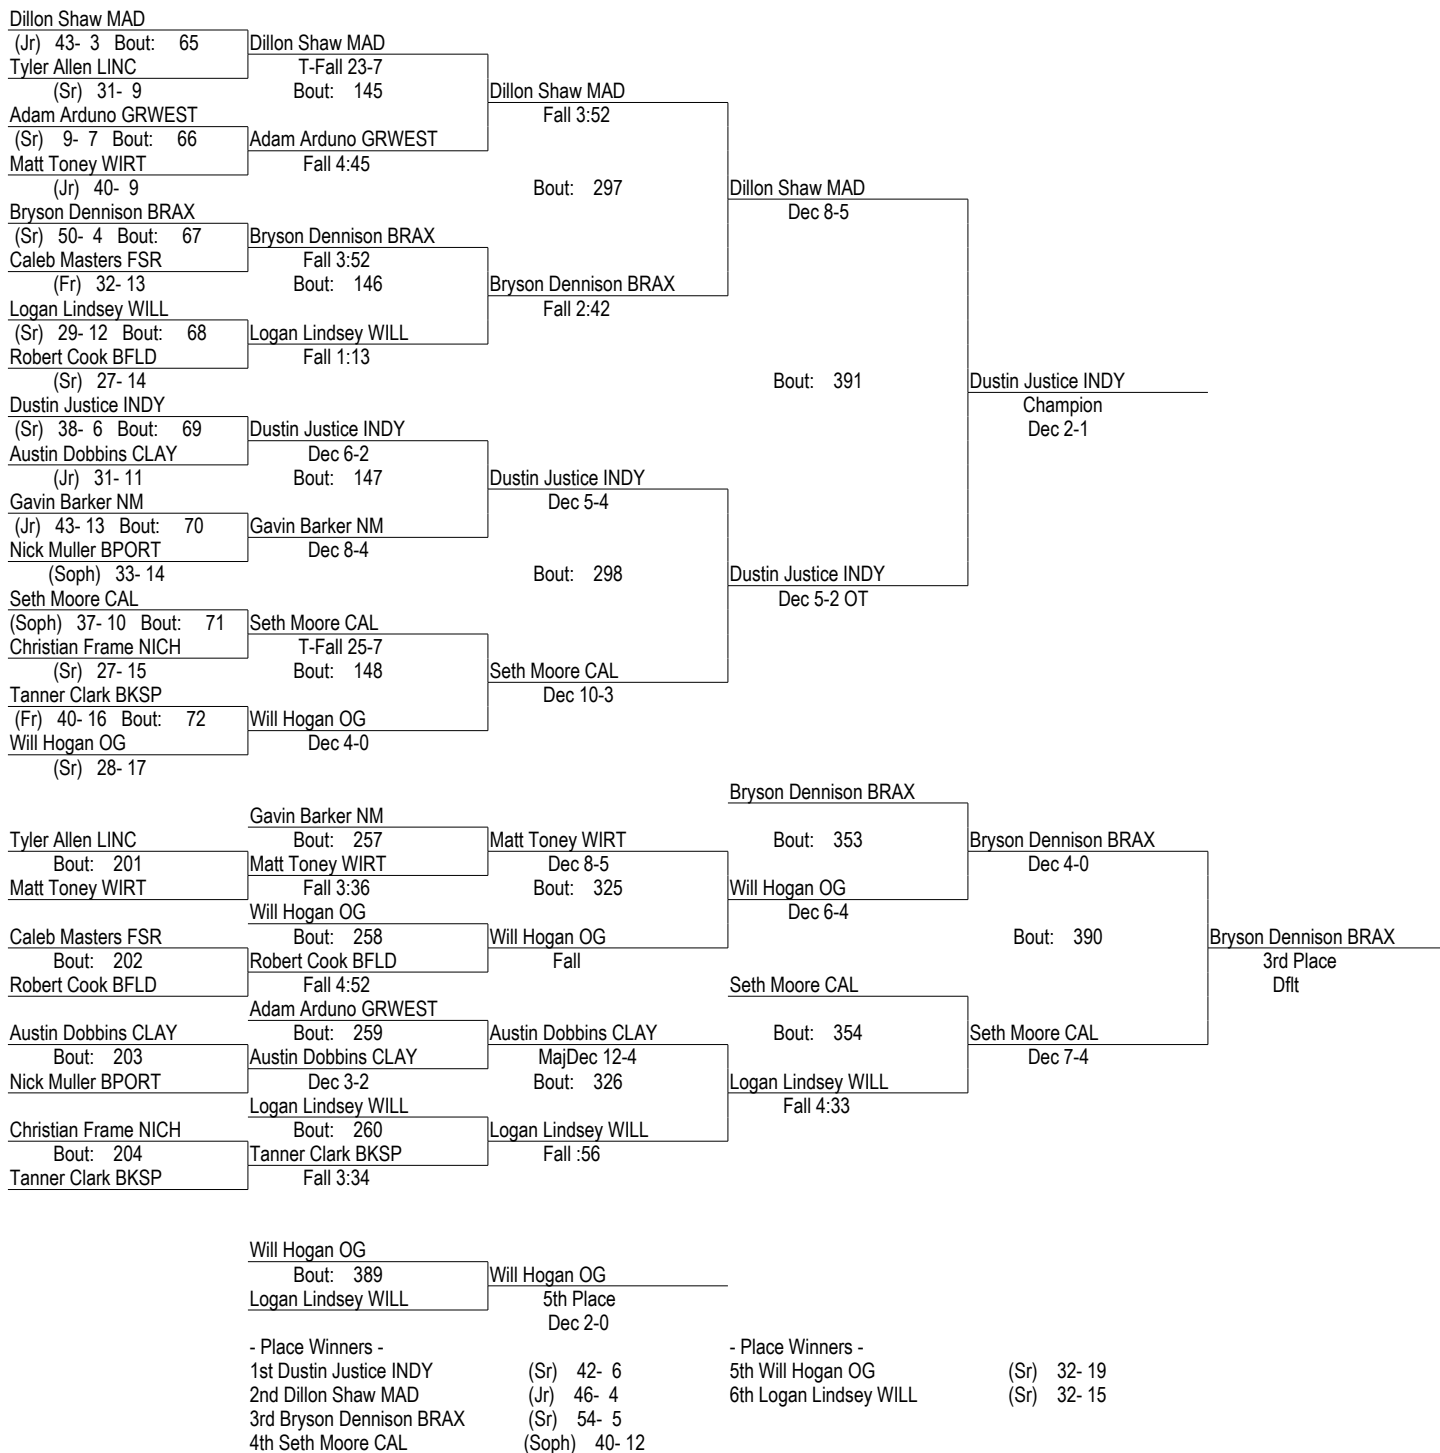 Dillon Shaw MAD
(Jr) 43- 3 Bout: 65
Dillon Shaw MAD
Tyler Allen LINC
T-Fall 23-7
(Sr) 31- 9
Bout: 145
Dillon Shaw MAD
Adam Arduno GRWEST
Fall 3:52
(Sr) 9- 7 Bout: 66
Adam Arduno GRWEST
Matt Toney WIRT
Fall 4:45
(Jr) 40- 9
Bout: 297
Dillon Shaw MAD
Bryson Dennison BRAX
Dec 8-5
(Sr) 50- 4 Bout: 67
Bryson Dennison BRAX
Caleb Masters FSR
Fall 3:52
(Fr) 32- 13
Bout: 146
Bryson Dennison BRAX
Logan Lindsey WILL
Fall 2:42
(Sr) 29- 12 Bout: 68
Logan Lindsey WILL
Robert Cook BFLD
Fall 1:13
(Sr) 27- 14
Bout: 391
Dustin Justice INDY
Dustin Justice INDY
Champion
(Sr) 38- 6 Bout: 69
Dustin Justice INDY
Dec 2-1
Austin Dobbins CLAY
Dec 6-2
(Jr) 31- 11
Bout: 147
Dustin Justice INDY
Gavin Barker NM
Dec 5-4
(Jr) 43- 13 Bout: 70
Gavin Barker NM
Nick Muller BPORT
Dec 8-4
(Soph) 33- 14
Bout: 298
Dustin Justice INDY
Seth Moore CAL
Dec 5-2 OT
(Soph) 37- 10 Bout: 71
Seth Moore CAL
Christian Frame NICH
T-Fall 25-7
(Sr) 27- 15
Bout: 148
Seth Moore CAL
Tanner Clark BKSP
Dec 10-3
(Fr) 40- 16 Bout: 72
Will Hogan OG
Will Hogan OG
Dec 4-0
(Sr) 28- 17
Bryson Dennison BRAX
Gavin Barker NM
Tyler Allen LINC
Bout: 257
Matt Toney WIRT
Bout: 353
Bryson Dennison BRAX
Bout: 201
Matt Toney WIRT
Dec 8-5
Dec 4-0
Matt Toney WIRT
Fall 3:36
Bout: 325
Will Hogan OG
Will Hogan OG
Dec 6-4
Caleb Masters FSR
Bout: 258
Will Hogan OG
Bout: 390
Bryson Dennison BRAX
Bout: 202
Robert Cook BFLD
Fall
3rd Place
Robert Cook BFLD
Fall 4:52
Seth Moore CAL
Dflt
Adam Arduno GRWEST
Austin Dobbins CLAY
Bout: 259
Austin Dobbins CLAY
Bout: 354
Seth Moore CAL
Bout: 203
Austin Dobbins CLAY
MajDec 12-4
Dec 7-4
Nick Muller BPORT
Dec 3-2
Bout: 326
Logan Lindsey WILL
Logan Lindsey WILL
Fall 4:33
Christian Frame NICH
Bout: 260
Logan Lindsey WILL
Bout: 204
Tanner Clark BKSP
Fall :56
Tanner Clark BKSP
Fall 3:34
Will Hogan OG
Bout: 389
Will Hogan OG
Logan Lindsey WILL
5th Place
Dec 2-0
- Place Winners -
- Place Winners -
1st Dustin Justice INDY (Sr) 42- 6
5th Will Hogan OG (Sr) 32- 19
2nd Dillon Shaw MAD (Jr) 46- 4
6th Logan Lindsey WILL (Sr) 32- 15
3rd Bryson Dennison BRAX (Sr) 54- 5
4th Seth Moore CAL (Soph) 40- 12